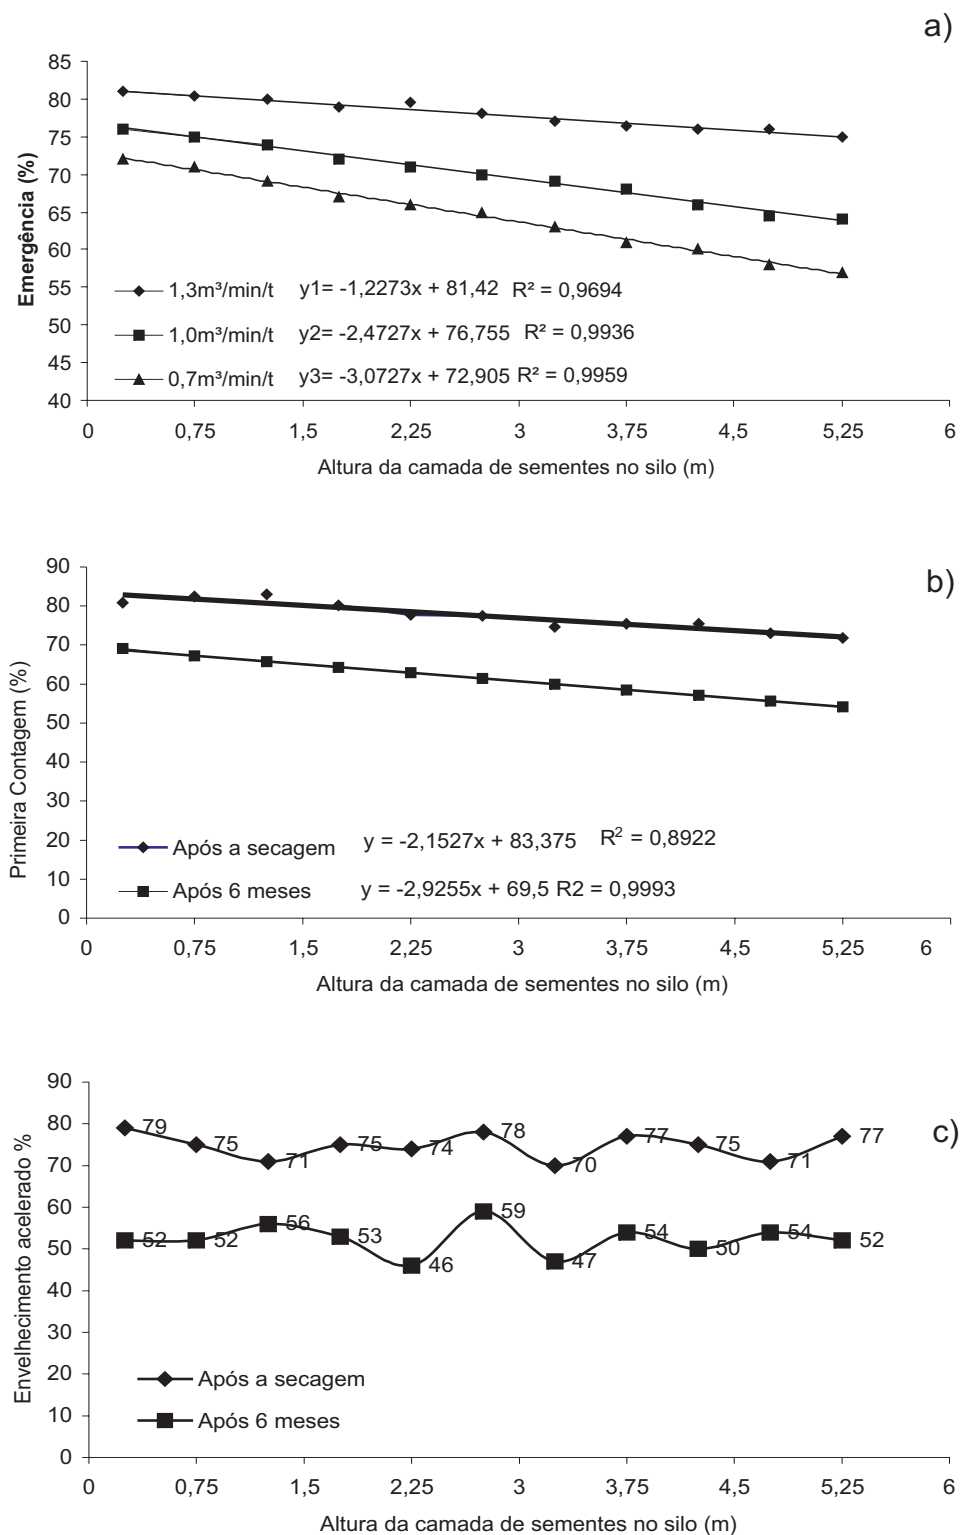 a)
85
80
75
70
65
60
55
50
45
40
Emergência (%)
1,3m³/min/t y1= -1,2273x + 81,42 R² = 0,9694
1,0m³/min/t y2= -2,4727x + 76,755 R² = 0,9936
0,7m³/min/t y3= -3,0727x + 72,905 R² = 0,9959
0 0,75 1,5 2,25 3 3,75 4,5 5,25 6
Altura da camada de sementes no silo (m)
b)
90
80
70
60
50
40
30
20
10
0
Primeira Contagem (%)
Após a secagem y = -2,1527x + 83,375 R² = 0,8922
Após 6 meses y = -2,9255x + 69,5 R2 = 0,9993
0 0,75 1,5 2,25 3 3,75 4,5 5,25 6
Altura da camada de sementes no silo (m)
c)
90
80
70
60
50
40
30
20
10
0
Envelhecimento acelerado %
79 75 71 75 74 78 70 77 75 71 77
52 52 56 53 46 59 47 54 50 54 52
Após a secagem
Após 6 meses
0 0,75 1,5 2,25 3 3,75 4,5 5,25 6
Altura da camada de sementes no silo (m)